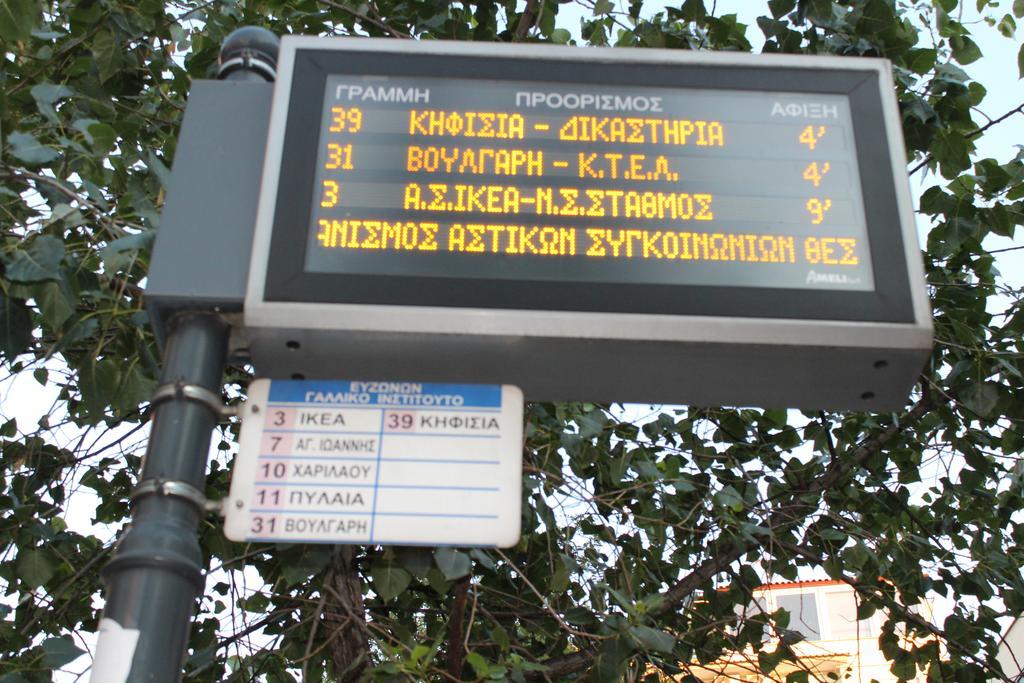 ΓΡΑΜΜΗ ΠΡΟΟΡΙΣΜΟΣ ΑΦΙΞΗ
39 ΚΗΦΙΣΙΑ - ΔΙΚΑΣΤΗΡΙΑ 4'
31 ΒΟΥΛΓΑΡΗ - Κ.Τ.Ε.Λ. 4'
3 Α.Σ.ΙΚΕΑ-Ν.Σ.ΣΤΑΘΜΟΣ 9'
ΑΝΙΣΜΟΣ ΑΣΤΙΚΩΝ ΣΥΓΚΟΙΝΩΝΙΩΝ ΘΕΣ
AMELI
ΕΥΖΩΝΩΝ
ΓΑΛΛΙΚΟ ΙΝΣΤΙΤΟΥΤΟ
3 ΙΚΕΑ 39 ΚΗΦΙΣΙΑ
7 ΑΓ. ΙΩΑΝΝΗΣ
10 ΧΑΡΙΛΑΟΥ
11 ΠΥΛΑΙΑ
31 ΒΟΥΛΓΑΡΗ